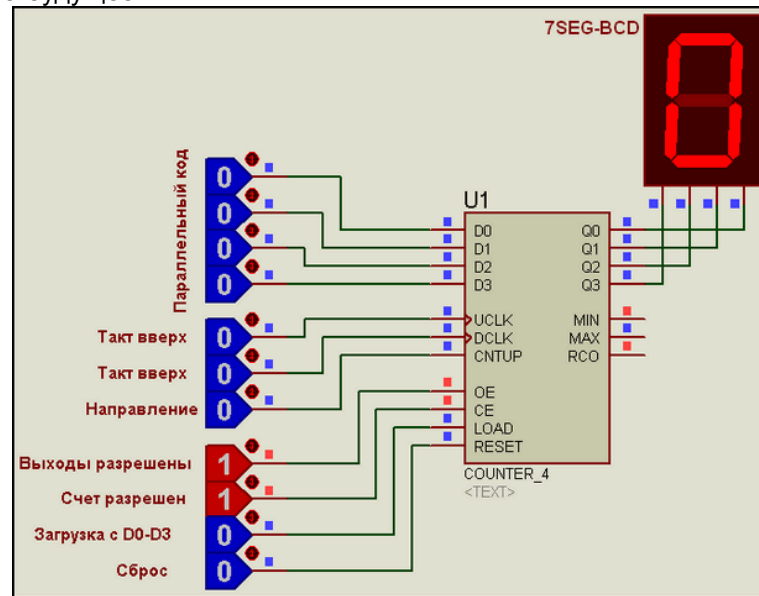 7SEG-BCD
Параллельный код
0
0
0
0
U1
D0
D1
D2
D3
UCLK
DCLK
CNTUP
OE
CE
LOAD
RESET
Q0
Q1
Q2
Q3
MIN
MAX
RCO
COUNTER_4
<TEXT>
Такт вверх
0
Такт вверх
0
Направление
0
Выходы разрешены
1
Счет разрешен
1
Загрузка с D0-D3
0
Сброс
0
0